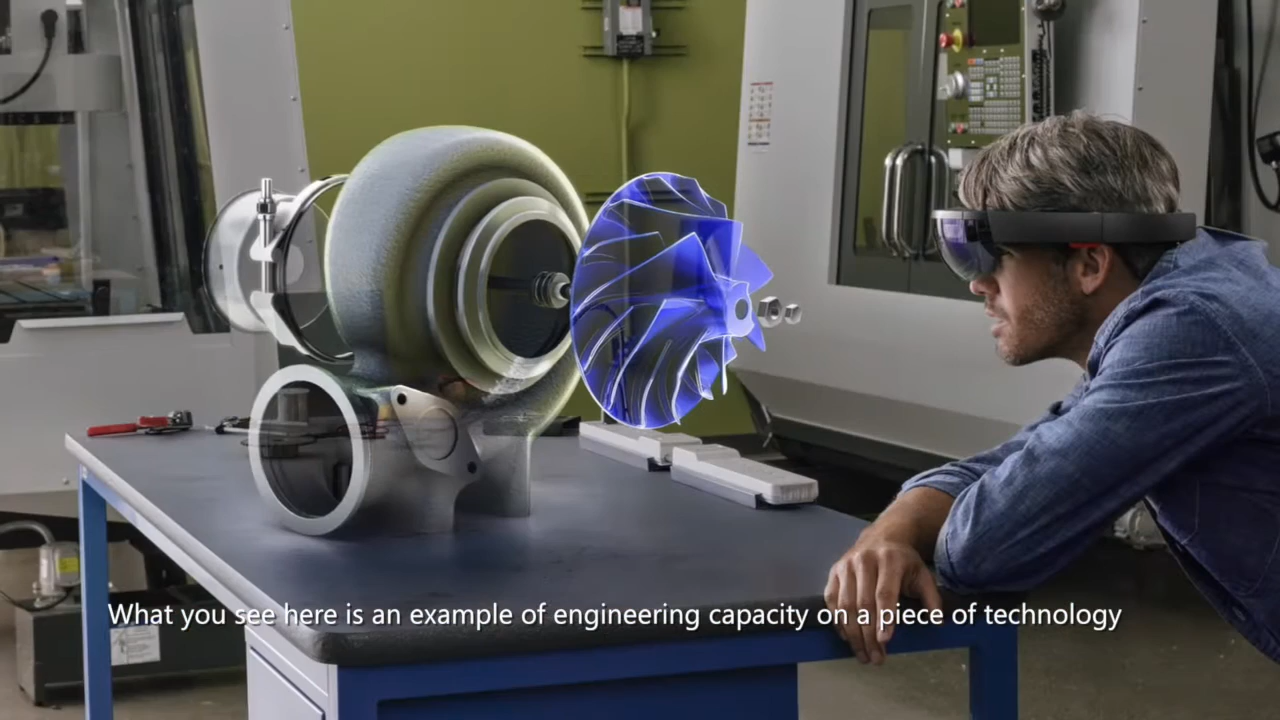 What you see here is an example of engineering capacity on a piece of technology